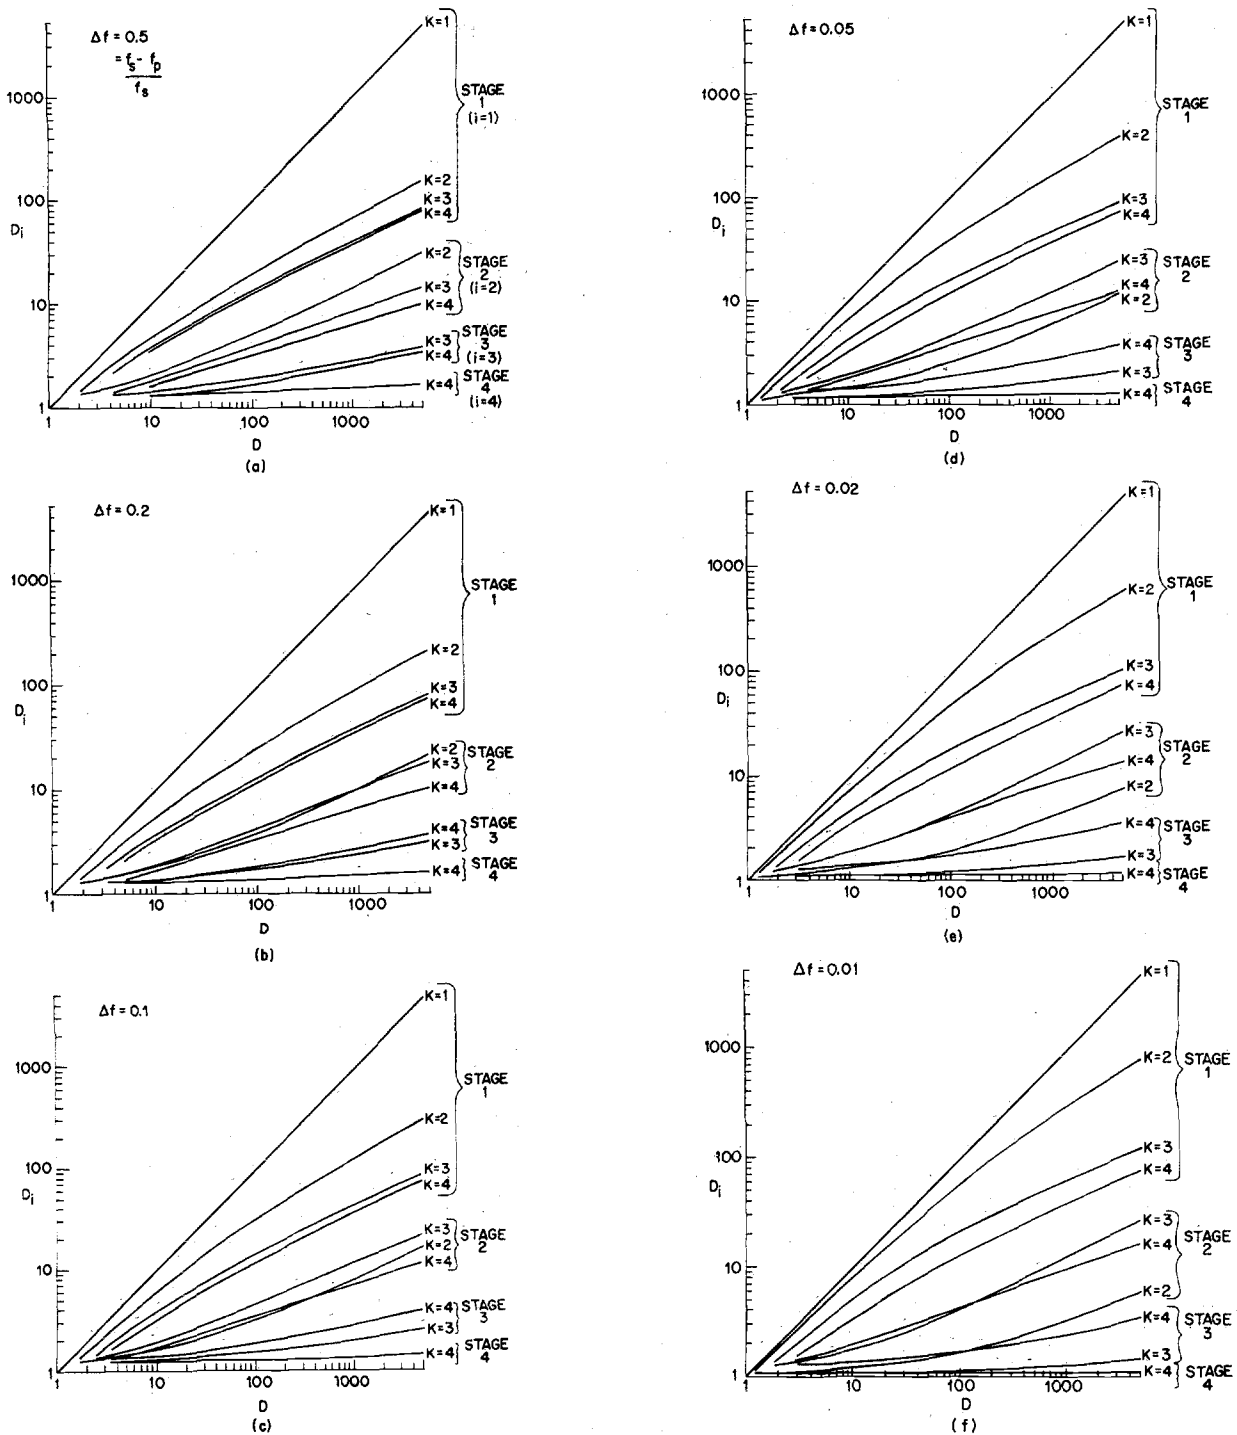 Δf = 0.5
= fs - fp
fs
1000
100
Di
10
1
K=1
STAGE
1
(i=1)
K=2
K=3
K=4
K=2
STAGE
2
(i=2)
K=3
K=4
K=3
STAGE
3
(i=3)
K=4
K=4
STAGE
4
(i=4)
1
10
100
1000
D
(a)
Δf = 0.2
1000
100
Di
10
1
K=1
STAGE
1
K=2
K=3
K=4
K=2
STAGE
2
K=3
K=4
K=4
STAGE
3
K=3
K=4
STAGE
4
1
10
100
1000
D
(b)
Δf = 0.1
1000
100
Di
10
1
K=1
STAGE
1
K=2
K=3
K=4
K=3
STAGE
2
K=2
K=4
K=4
STAGE
3
K=3
K=4
STAGE
4
1
10
100
1000
D
(c)
Δf = 0.05
1000
100
Di
10
1
K=1
STAGE
1
K=2
K=3
K=4
K=3
STAGE
2
K=4
K=2
K=4
STAGE
3
K=3
K=4
STAGE
4
1
10
100
1000
D
(d)
Δf = 0.02
1000
100
Di
10
1
K=1
STAGE
1
K=2
K=3
K=4
K=3
STAGE
2
K=4
K=2
K=4
STAGE
3
K=3
K=4
STAGE
4
1
10
100
1000
D
(e)
Δf = 0.01
1000
100
Di
10
1
K=1
STAGE
1
K=2
K=3
K=4
K=3
STAGE
2
K=4
K=2
K=4
STAGE
3
K=3
K=4
STAGE
4
1
10
100
1000
D
(f)